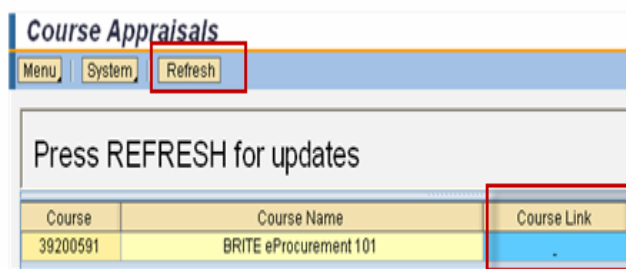 Course Appraisals
Menu System Refresh
Press REFRESH for updates
Course Course Name Course Link
39200591 BRITE eProcurement 101 .